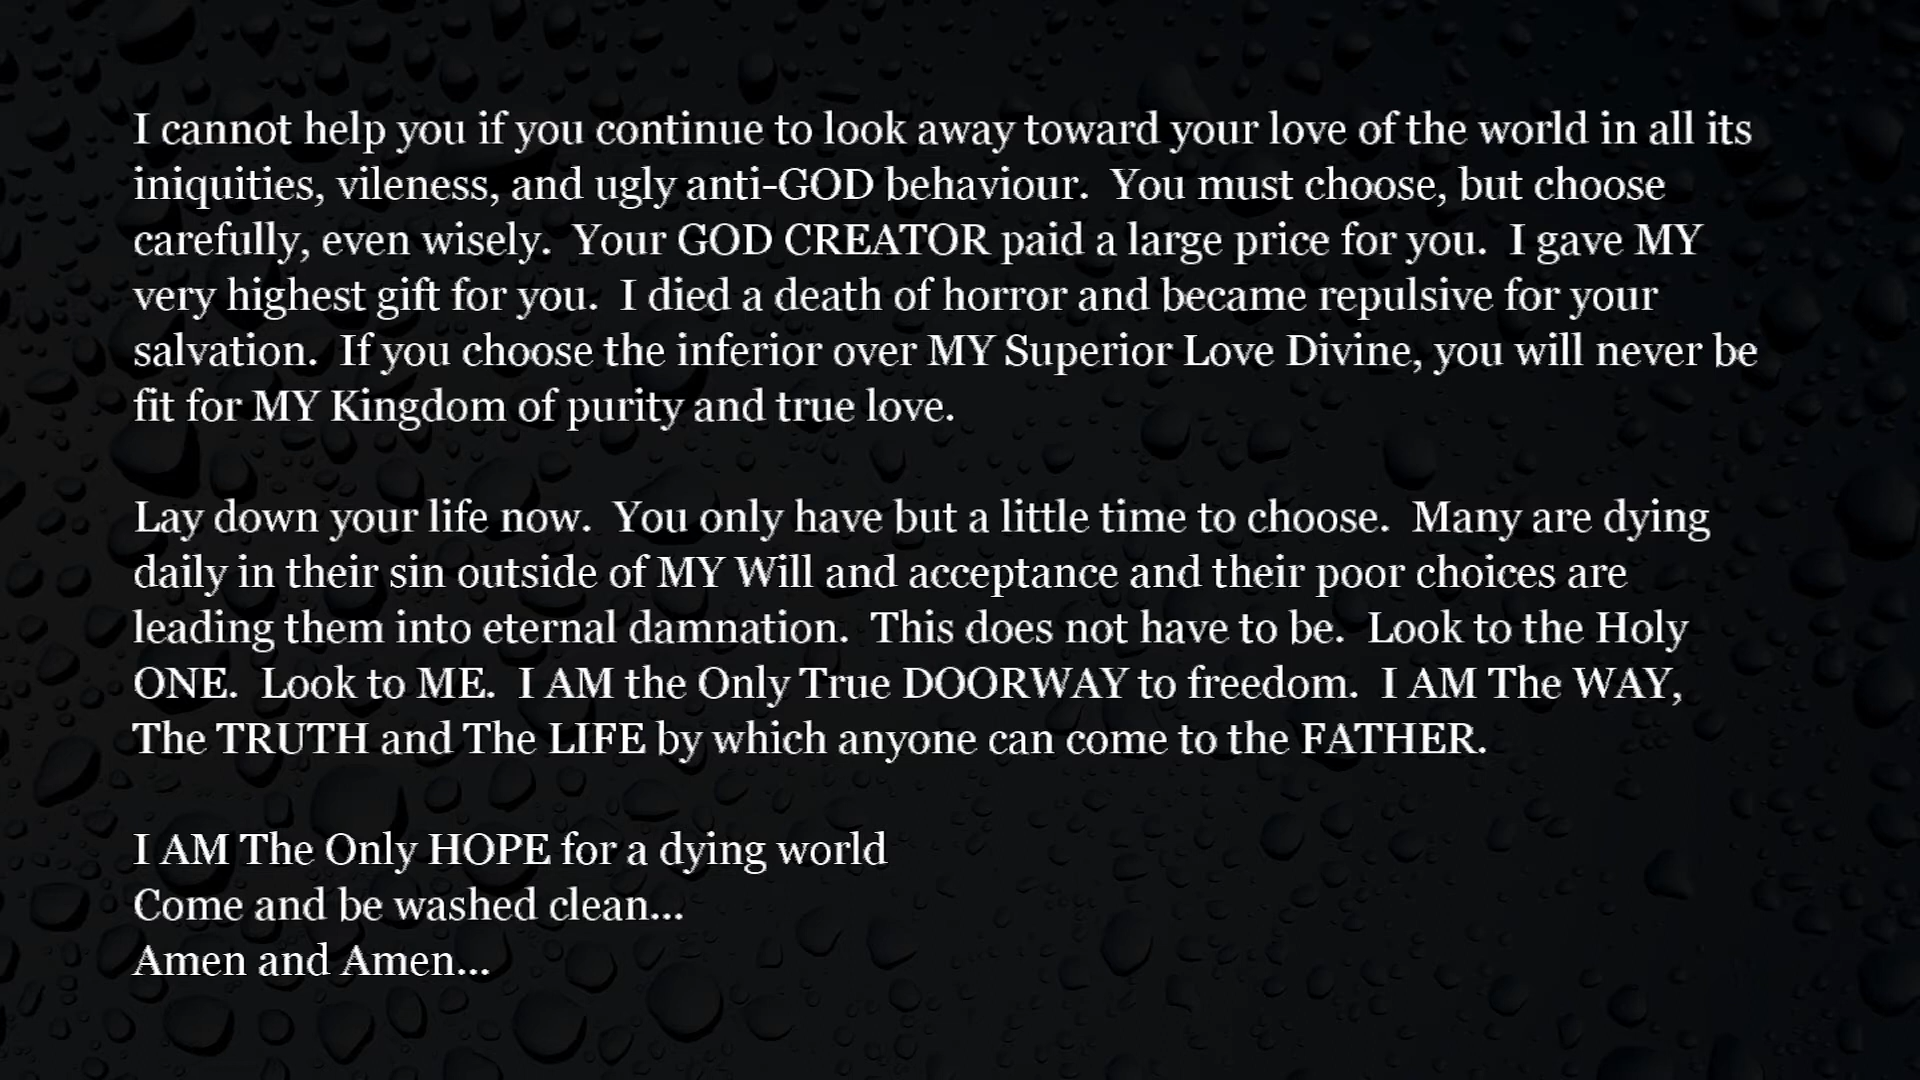 I cannot help you if you continue to look away toward your love of the world in all its
iniquities, vileness, and ugly anti-GOD behaviour.  You must choose, but choose
carefully, even wisely.  Your GOD CREATOR paid a large price for you.  I gave MY
very highest gift for you.  I died a death of horror and became repulsive for your
salvation.  If you choose the inferior over MY Superior Love Divine, you will never be
fit for MY Kingdom of purity and true love.

Lay down your life now.  You only have but a little time to choose.  Many are dying
daily in their sin outside of MY Will and acceptance and their poor choices are
leading them into eternal damnation.  This does not have to be.  Look to the Holy
ONE.  Look to ME.  I AM the Only True DOORWAY to freedom.  I AM The WAY,
The TRUTH and The LIFE by which anyone can come to the FATHER.

I AM The Only HOPE for a dying world
Come and be washed clean...
Amen and Amen...